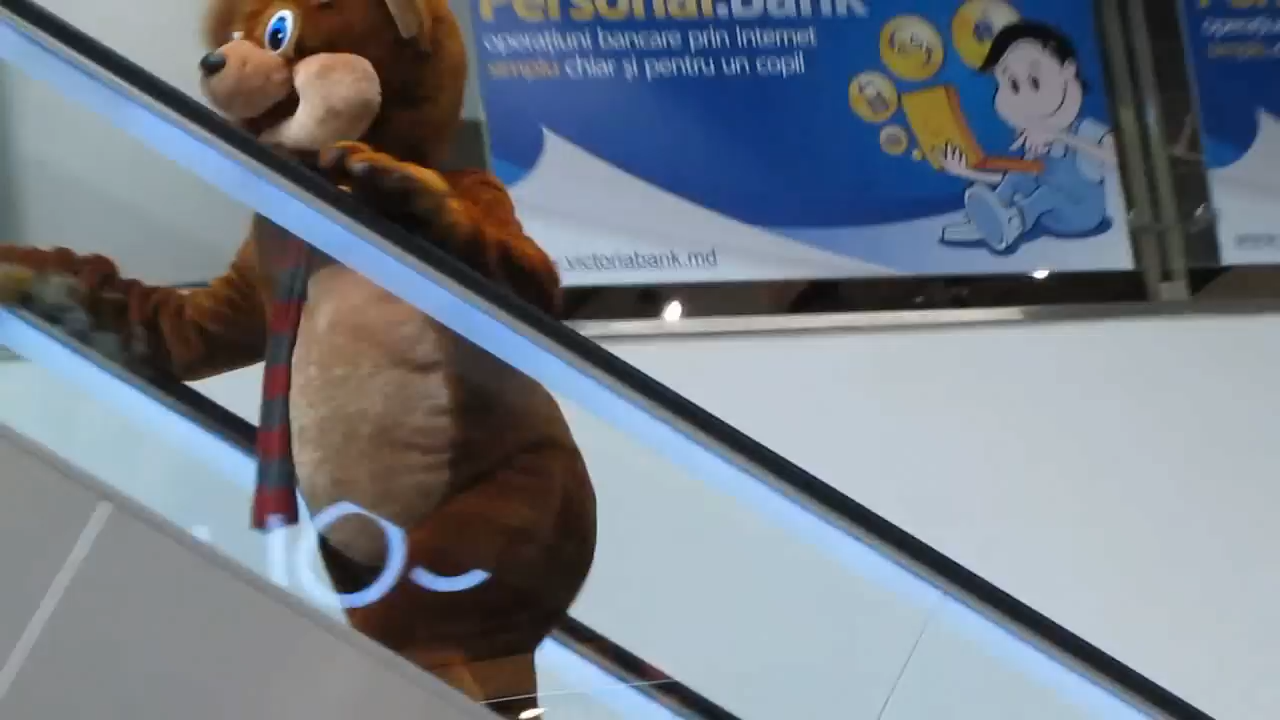 Personal.Bank
operațiuni bancare prin Internet
simplu chiar și pentru un copil
.victoriabank.md